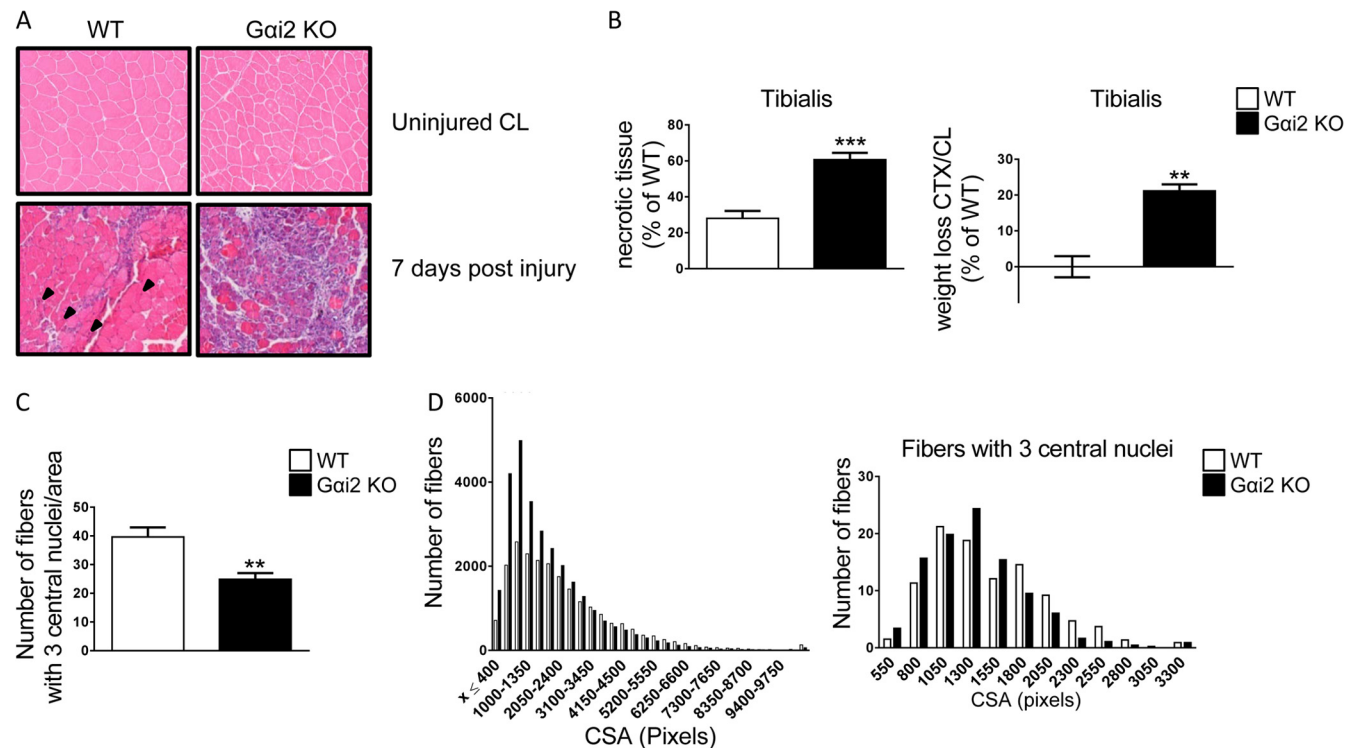 A
WT
Gαi2 KO
Uninjured CL
7 days post injury
B
Tibialis
necrotic tissue
(% of WT)
80
60
40
20
0
***
Tibialis
weight loss CTX/CL
(% of WT)
30
20
10
0
**
WT
Gαi2 KO
C
Number of fibers
with 3 central nuclei/area
50
40
30
20
10
0
**
WT
Gαi2 KO
D
Number of fibers
6000
4000
2000
0
x ≤ 400
1000-1350
2050-2400
3100-3450
4150-4500
5200-5550
6250-6600
7300-7650
8350-8700
9400-9750
CSA (Pixels)
Fibers with 3 central nuclei
Number of fibers
30
20
10
0
550
800
1050
1300
1550
1800
2050
2300
2550
2800
3050
3300
CSA (pixels)
WT
Gαi2 KO